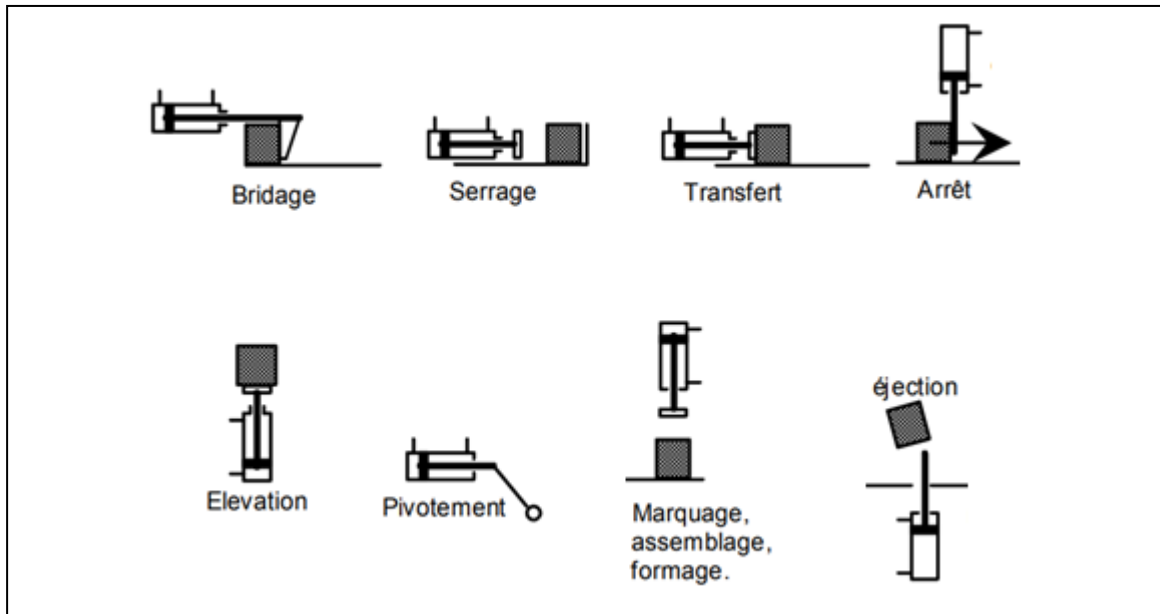 Bridage
Serrage
Transfert
Arrêt
éjection
Elevation
Pivotement
Marquage,
assemblage,
formage.